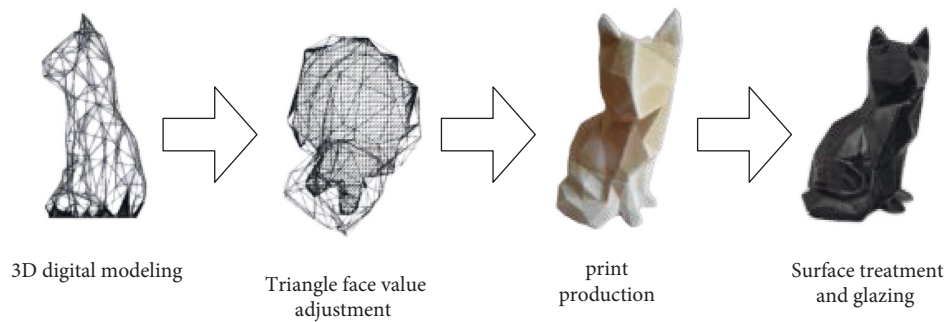 3D digital modeling
Triangle face value
adjustment
print
production
Surface treatment
and glazing